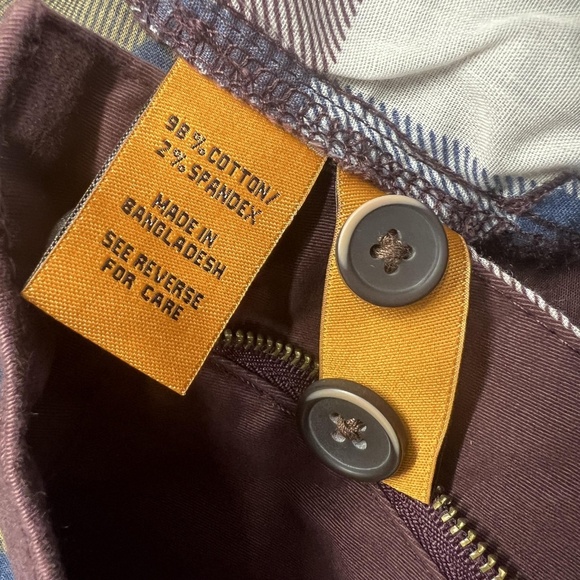 98% COTTON/
2% SPANDEX
MADE IN
BANGLADESH
SEE REVERSE
FOR CARE